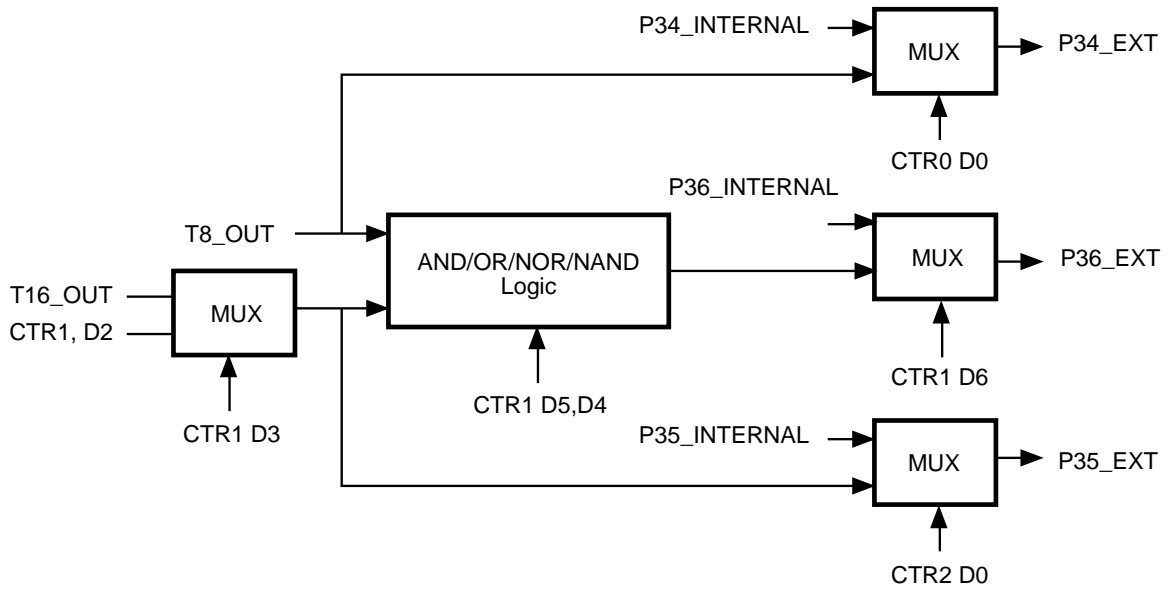 P34_INTERNAL
MUX
P34_EXT
CTR0 D0
P36_INTERNAL
T8_OUT
AND/OR/NOR/NAND
Logic
MUX
P36_EXT
T16_OUT
CTR1, D2
MUX
CTR1 D6
CTR1 D5,D4
CTR1 D3
P35_INTERNAL
MUX
P35_EXT
CTR2 D0